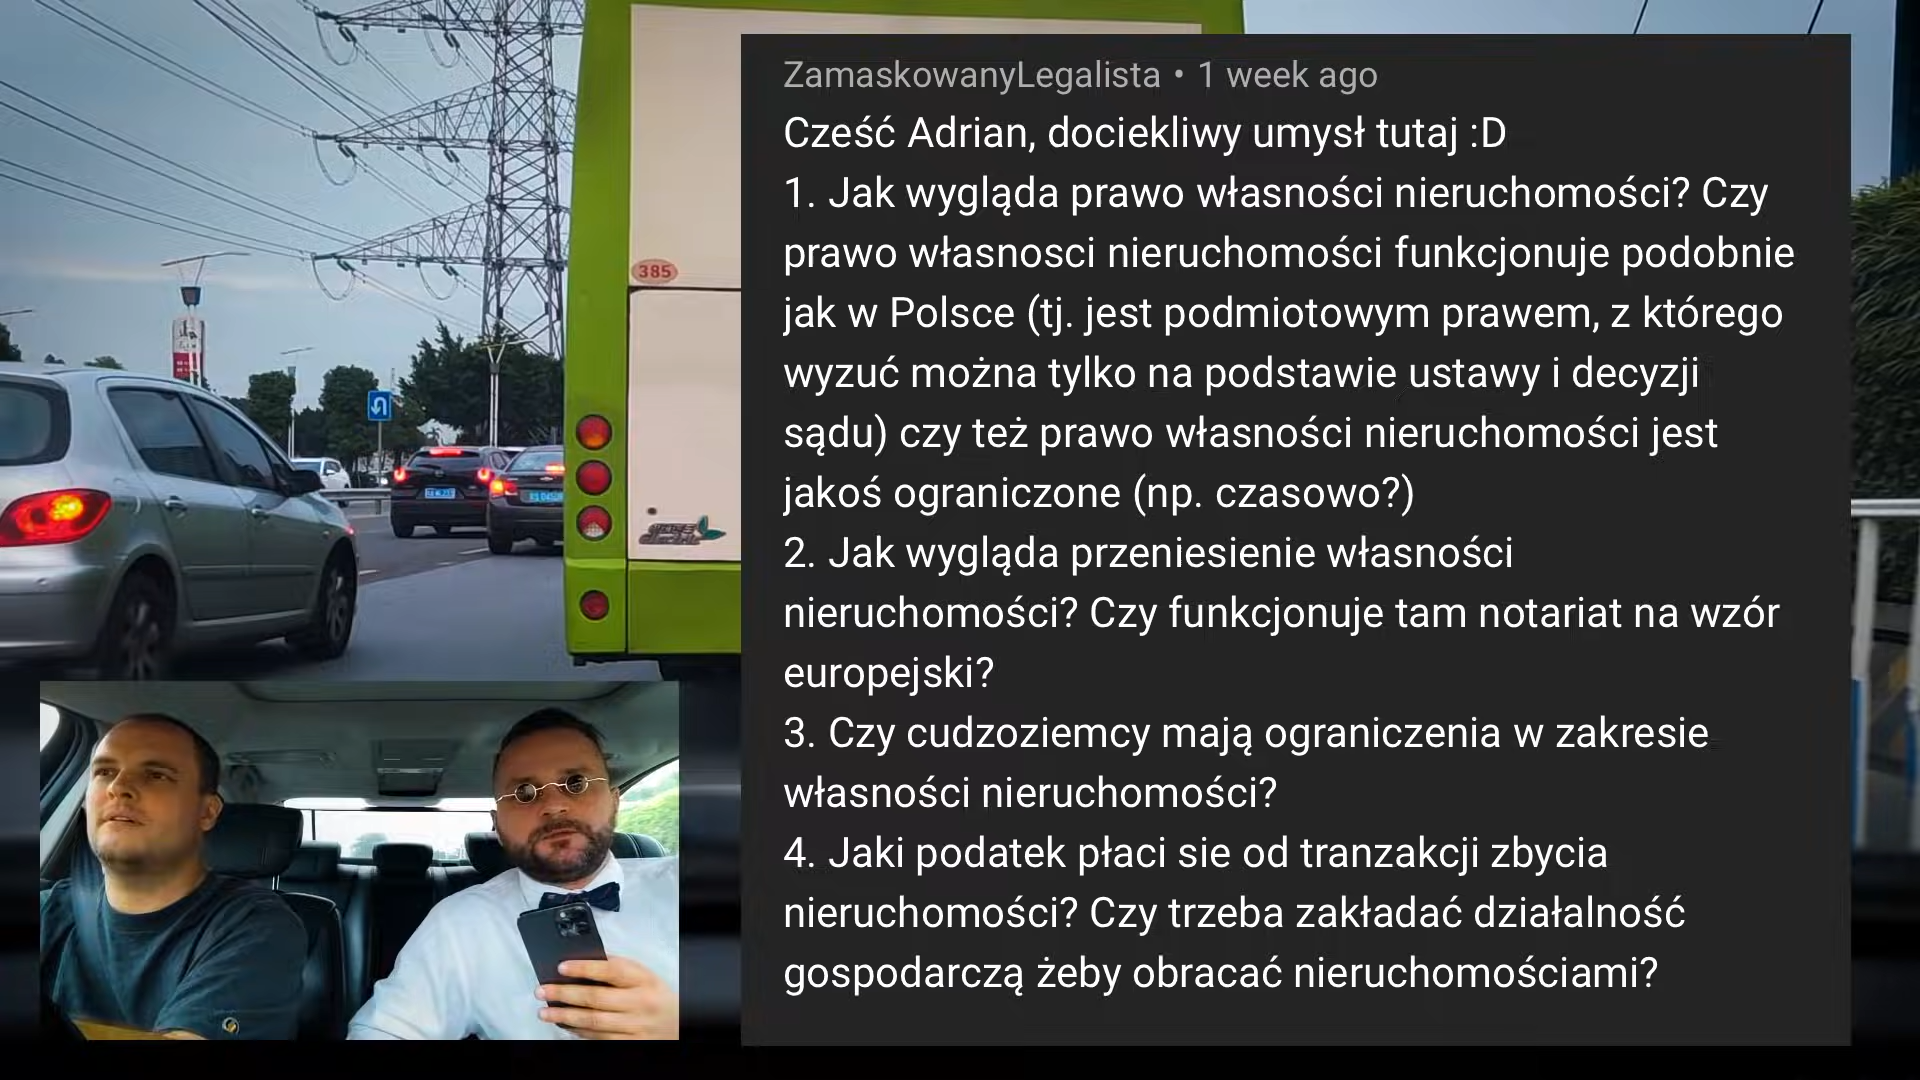 ZamaskowanyLegalista • 1 week ago
Cześć Adrian, dociekliwy umysł tutaj :D
1. Jak wygląda prawo własności nieruchomości? Czy
prawo własnosci nieruchomości funkcjonuje podobnie
jak w Polsce (tj. jest podmiotowym prawem, z którego
wyzuć można tylko na podstawie ustawy i decyzji
sądu) czy też prawo własności nieruchomości jest
jakoś ograniczone (np. czasowo?)
2. Jak wygląda przeniesienie własności
nieruchomości? Czy funkcjonuje tam notariat na wzór
europejski?
3. Czy cudzoziemcy mają ograniczenia w zakresie
własności nieruchomości?
4. Jaki podatek płaci sie od tranzakcji zbycia
nieruchomości? Czy trzeba zakładać działalność
gospodarczą żeby obracać nieruchomościami?
385